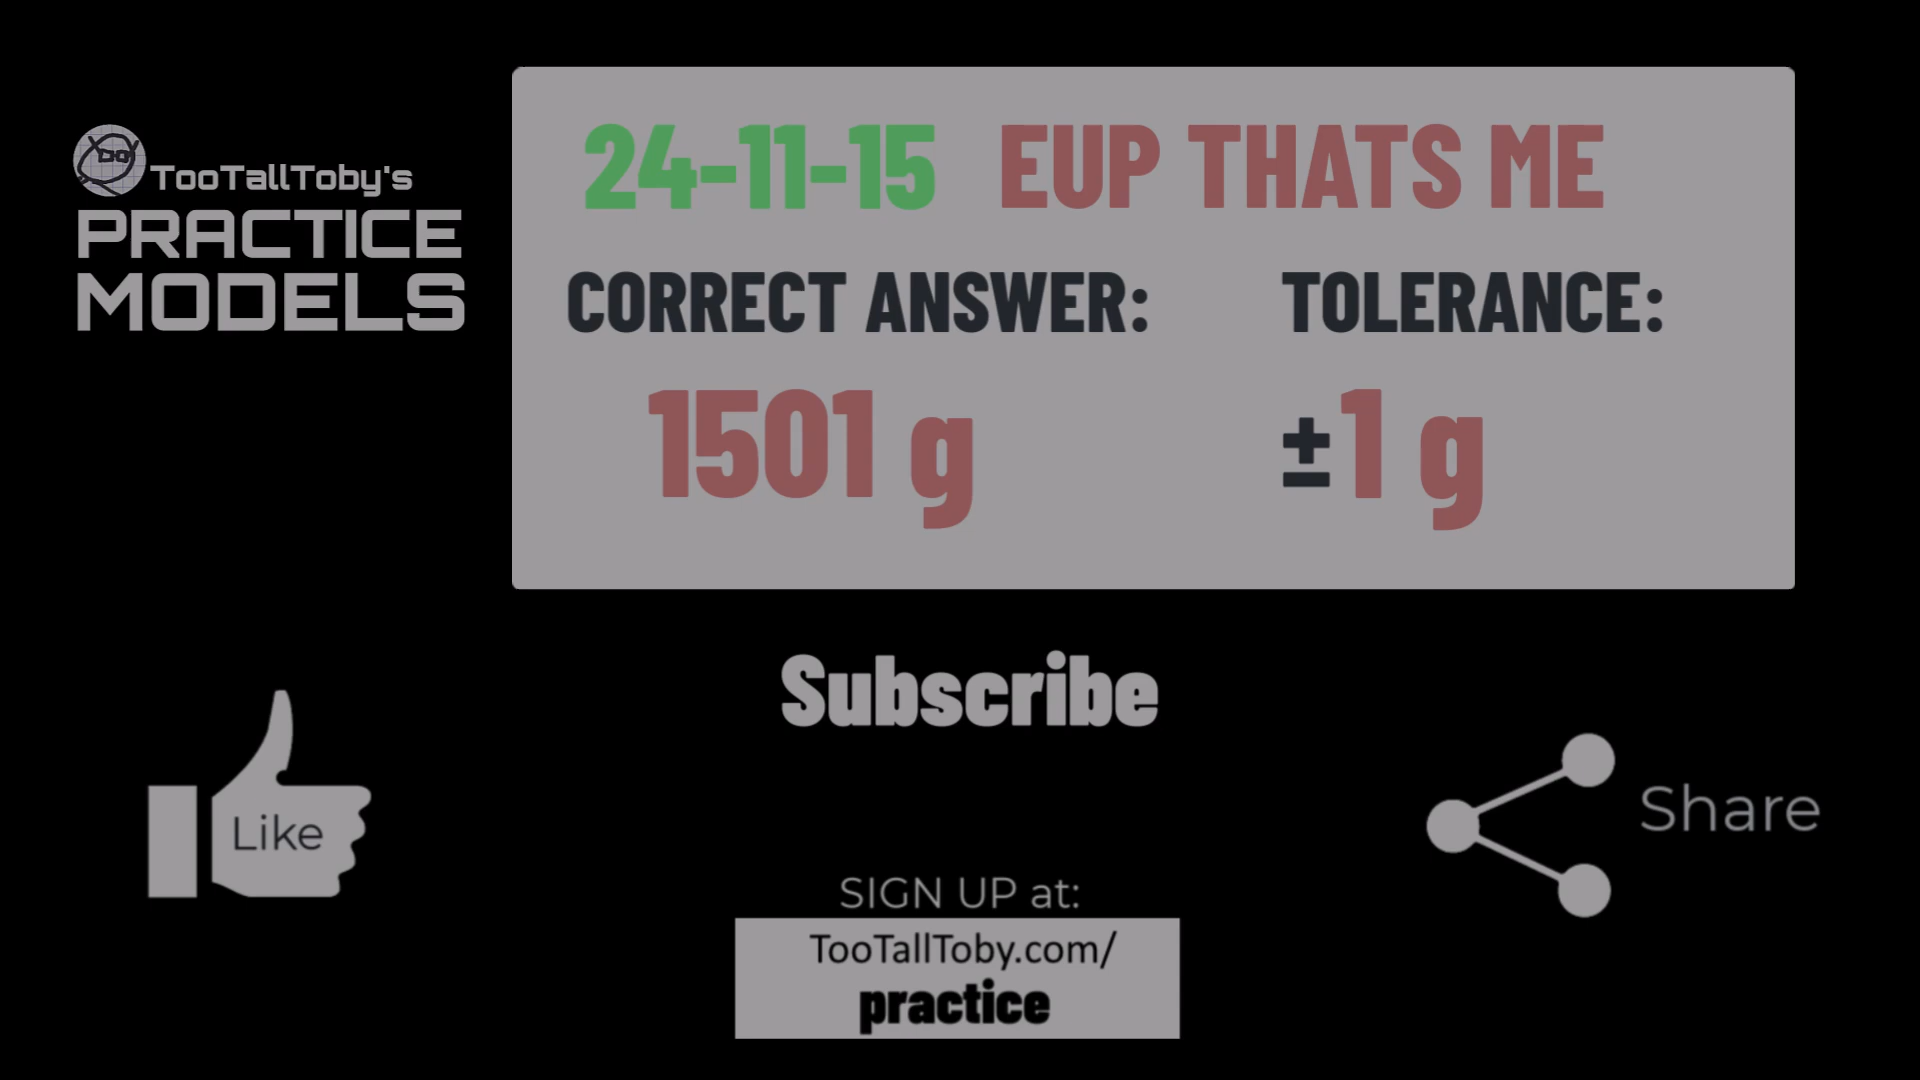 TooTallToby's
PRACTICE
MODELS
24-11-15 EUP THATS ME
CORRECT ANSWER: TOLERANCE:
1501 g ±1 g
Subscribe
Like
Share
SIGN UP at:
TooTallToby.com/
practice